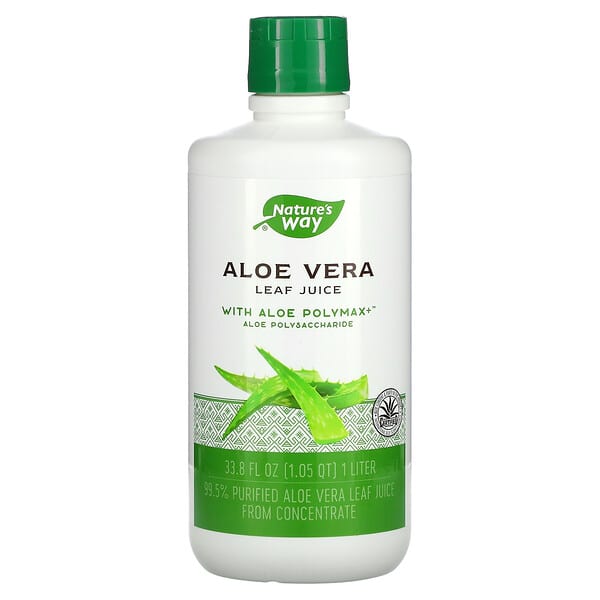 Nature's
Way®
ALOE VERA
LEAF JUICE
WITH ALOE POLYMAX+™
ALOE POLYSACCHARIDE
33.8 FL OZ (1.05 QT) 1 LITER
99.5% PURIFIED ALOE VERA LEAF JUICE
FROM CONCENTRATE